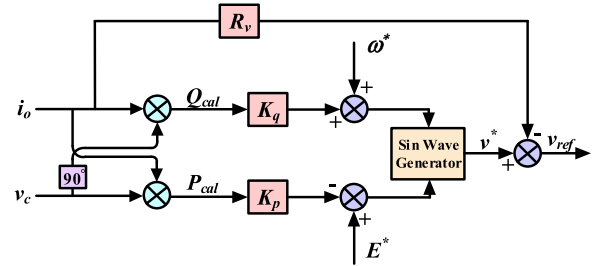 R_v
ω*
i_o
Q_cal
K_q
+
+
Sin Wave
Generator
v*
-
v_ref
+
90°
v_c
P_cal
K_p
-
+
E*